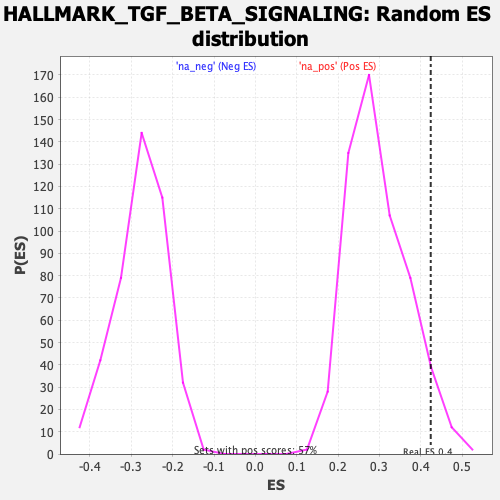 HALLMARK_TGF_BETA_SIGNALING: Random ES
distribution
'na_neg' (Neg ES) 'na_pos' (Pos ES)
170
160
150
140
130
120
110
100
90
80
70
60
50
40
30
20
10
0
P(ES)
Sets with pos scores: 57%
Real ES 0.4
-0.4 -0.3 -0.2 -0.1 0.0 0.1 0.2 0.3 0.4 0.5
ES